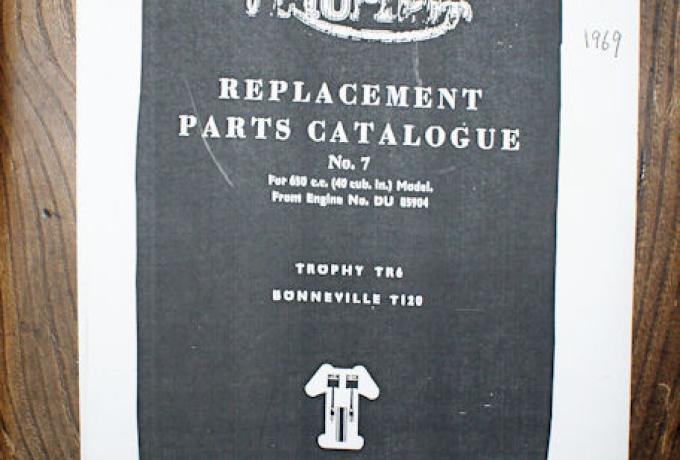 TRIUMPH
1969
REPLACEMENT
PARTS CATALOGUE
No. 7
For 650 c.c. (40 cub. in.) Model.
From Engine No. DU 85904
TROPHY TR6
BONNEVILLE T120